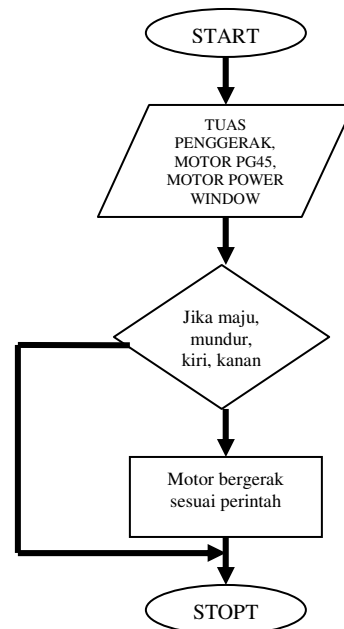 START
TUAS
PENGGERAK,
MOTOR PG45,
MOTOR POWER
WINDOW
Jika maju,
mundur,
kiri, kanan
Motor bergerak
sesuai perintah
STOPT